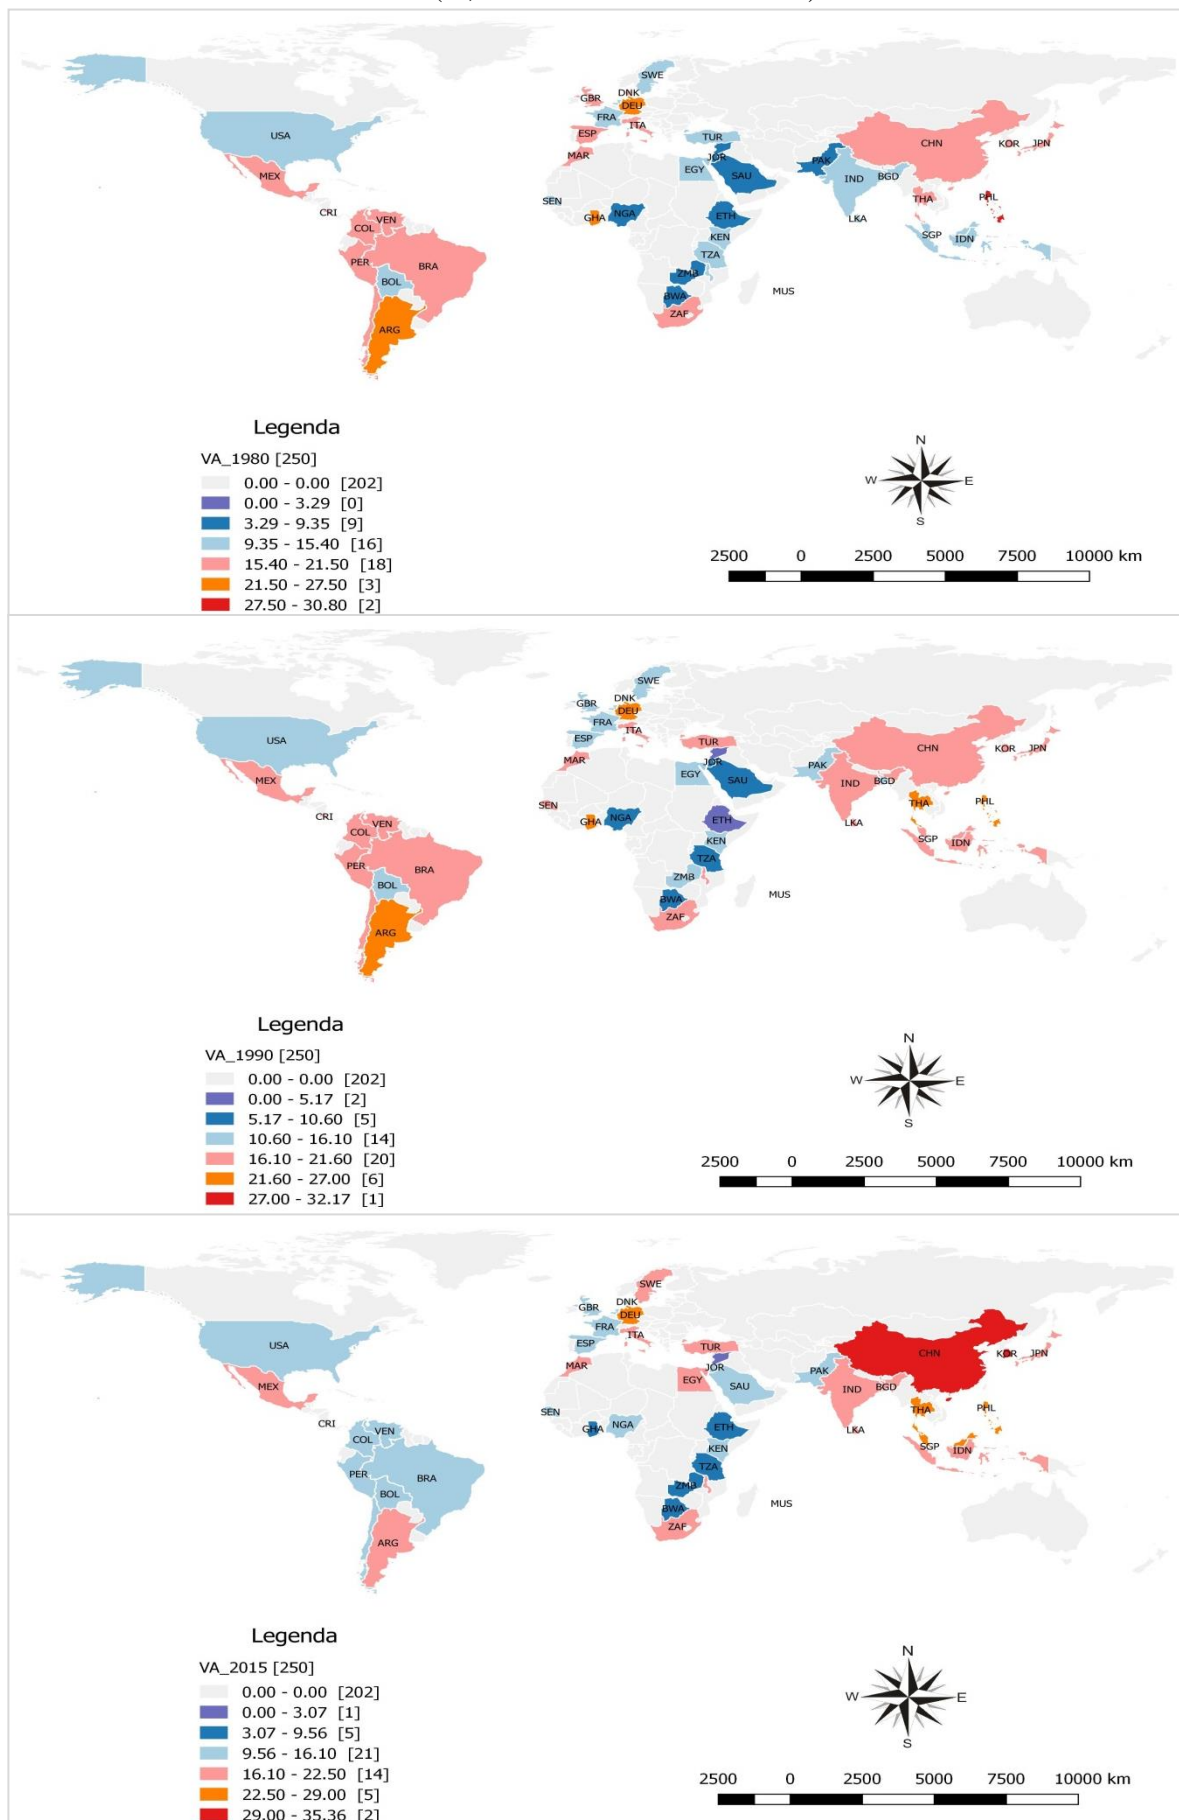 USA
MEX
CRI
VEN
COL
PER
BRA
BOL
ARG
SWE
DNK
GBR
DEU
FRA
ITA
ESP
MAR
TUR
JOR
EGY
SAU
SEN
GHA
NGA
ETH
KEN
TZA
ZMB
BWA
ZAF
MUS
PAK
IND
BGD
LKA
CHN
KOR
JPN
THA
PHL
SGP
IDN
Legenda
VA_1980 [250]
0.00 - 0.00 [202]
0.00 - 3.29 [0]
3.29 - 9.35 [9]
9.35 - 15.40 [16]
15.40 - 21.50 [18]
21.50 - 27.50 [3]
27.50 - 30.80 [2]
N
W
E
S
2500 0 2500 5000 7500 10000 km
USA
MEX
CRI
VEN
COL
PER
BRA
BOL
ARG
SWE
DNK
GBR
DEU
FRA
ITA
ESP
MAR
TUR
JOR
EGY
SAU
SEN
GHA
NGA
ETH
KEN
TZA
ZMB
BWA
ZAF
MUS
PAK
IND
BGD
LKA
CHN
KOR
JPN
THA
PHL
SGP
IDN
Legenda
VA_1990 [250]
0.00 - 0.00 [202]
0.00 - 5.17 [2]
5.17 - 10.60 [5]
10.60 - 16.10 [14]
16.10 - 21.60 [20]
21.60 - 27.00 [6]
27.00 - 32.17 [1]
N
W
E
S
2500 0 2500 5000 7500 10000 km
USA
MEX
CRI
VEN
COL
PER
BRA
BOL
ARG
SWE
DNK
GBR
DEU
FRA
ITA
ESP
MAR
TUR
JOR
EGY
SAU
SEN
GHA
NGA
ETH
KEN
TZA
ZMB
BWA
ZAF
MUS
PAK
IND
BGD
LKA
CHN
KOR
JPN
THA
PHL
SGP
IDN
Legenda
VA_2015 [250]
0.00 - 0.00 [202]
0.00 - 3.07 [1]
3.07 - 9.56 [5]
9.56 - 16.10 [21]
16.10 - 22.50 [14]
22.50 - 29.00 [5]
29.00 - 35.36 [2]
N
W
E
S
2500 0 2500 5000 7500 10000 km